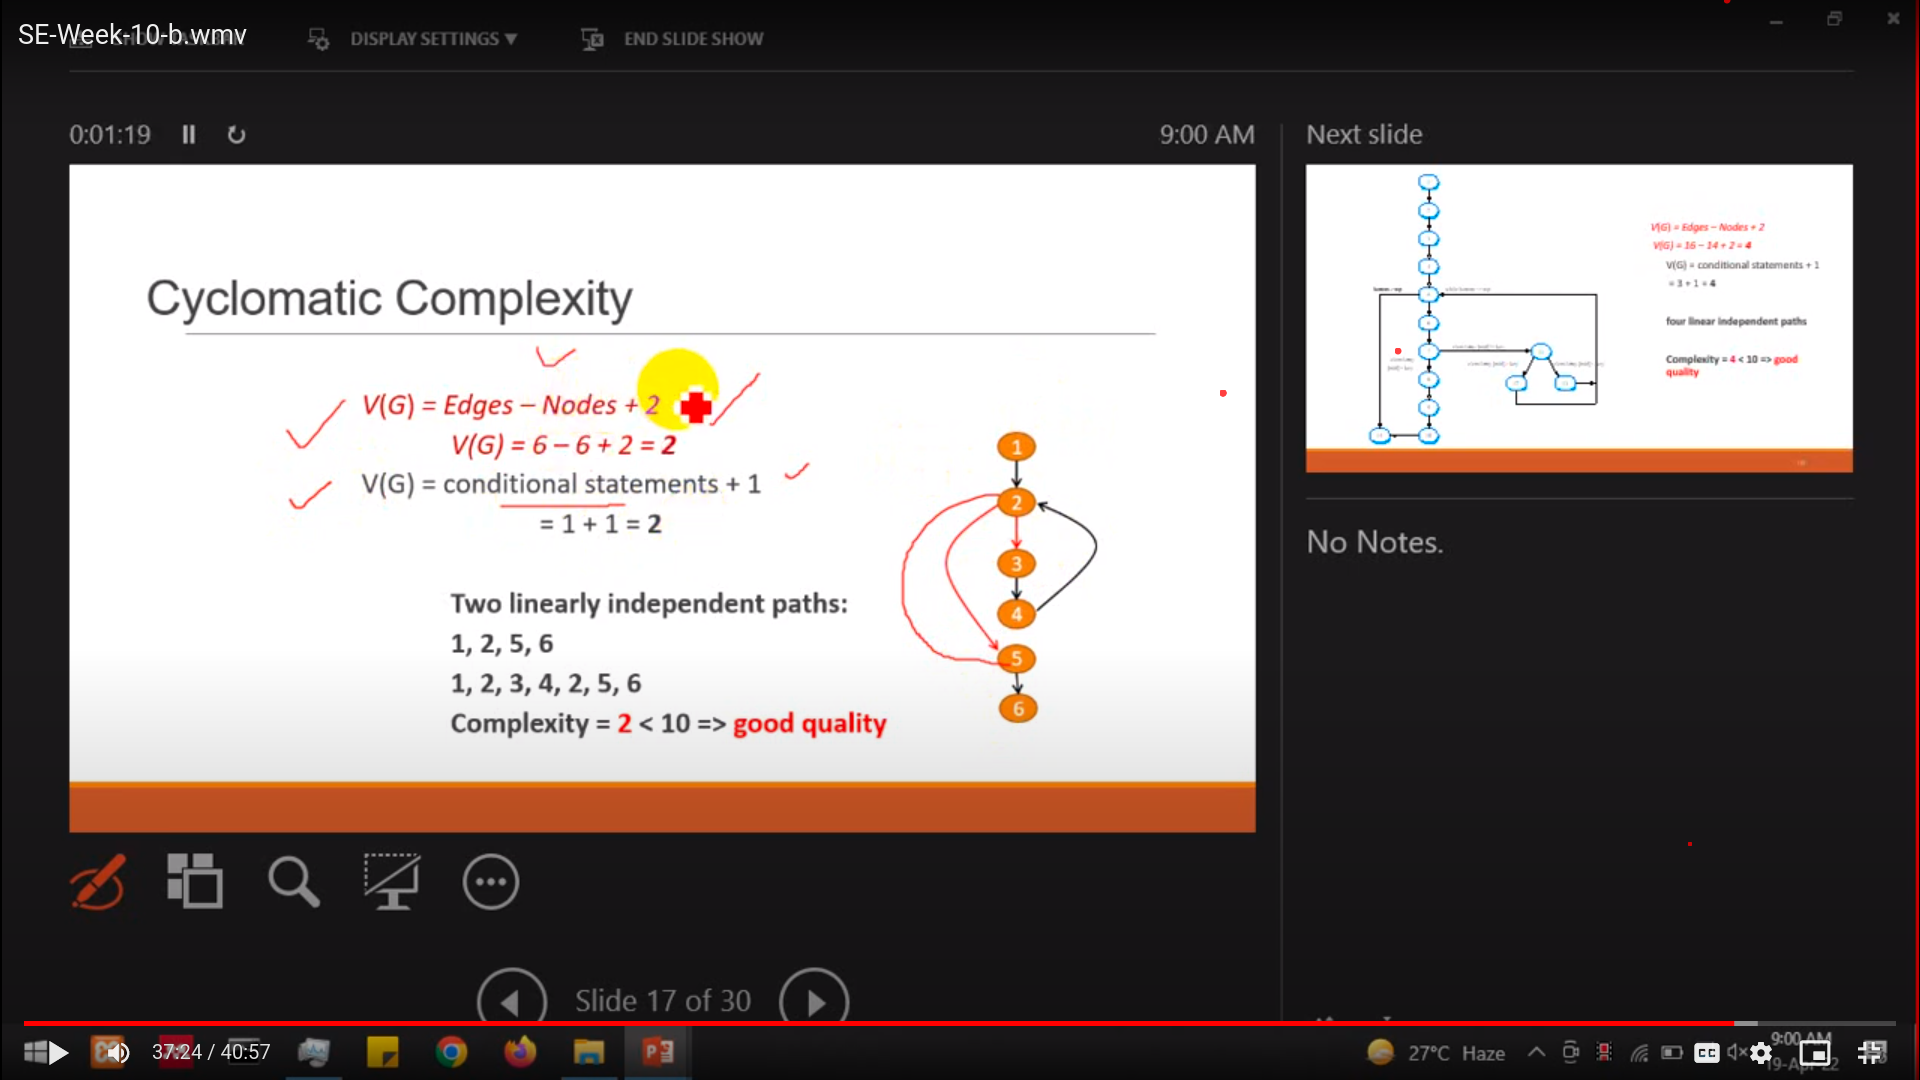 SE-Week-10-b.wmv
DISPLAY SETTINGS ▼
END SLIDE SHOW
0:01:19
9:00 AM
Next slide
Cyclomatic Complexity
V(G) = Edges – Nodes + 2
V(G) = 6 – 6 + 2 = 2
V(G) = conditional statements + 1
= 1 + 1 = 2
Two linearly independent paths:
1, 2, 5, 6
1, 2, 3, 4, 2, 5, 6
Complexity = 2 < 10 => good quality
1
2
3
4
5
6
V(G) = Edges – Nodes + 2
V(G) = 16 – 14 + 2 = 4
V(G) = conditional statements + 1
= 3 + 1 = 4
four linear independent paths
Complexity = 4 < 10 => good
quality
No Notes.
Slide 17 of 30
37:24 / 40:57
27°C Haze
CC
9:00 AM